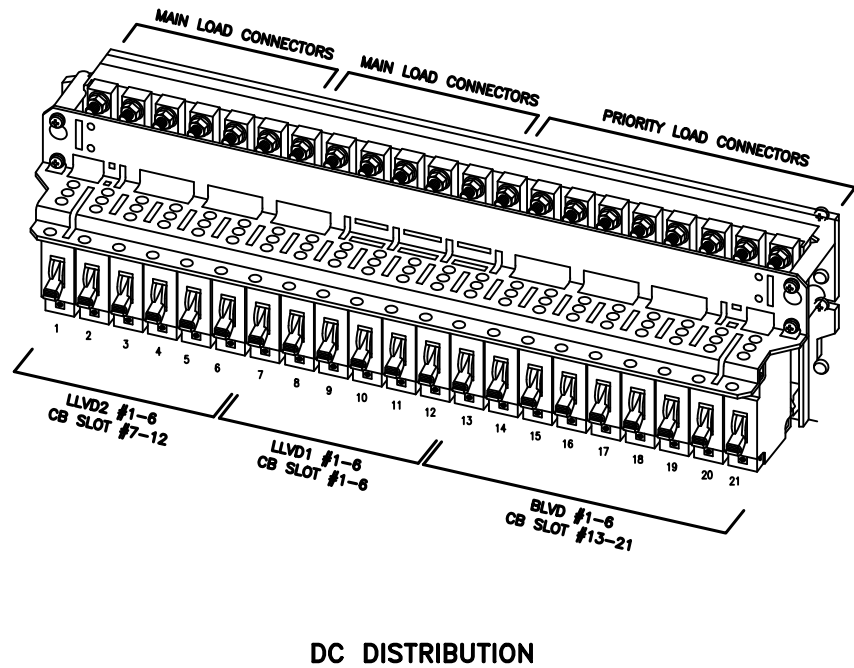 MAIN LOAD CONNECTORS
MAIN LOAD CONNECTORS
PRIORITY LOAD CONNECTORS
1 2 3 4 5 6 7 8 9 10 11 12 13 14 15 16 17 18 19 20 21
LLVD2 #1-6
CB SLOT #7-12
LLVD1 #1-6
CB SLOT #1-6
BLVD #1-6
CB SLOT #13-21
DC DISTRIBUTION